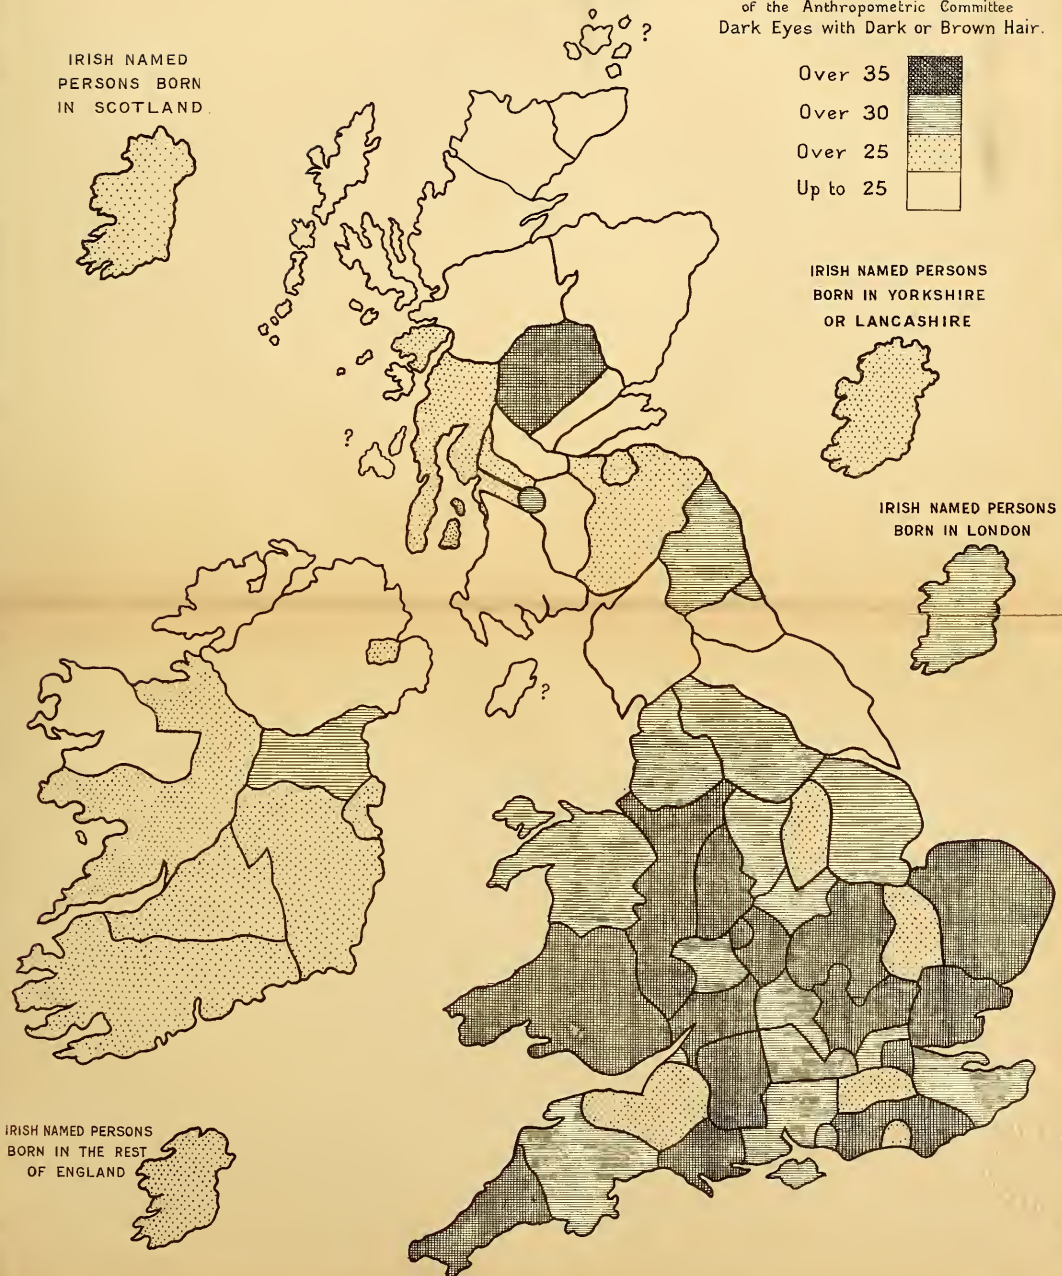 of the Anthropometric Committee
Dark Eyes with Dark or Brown Hair.
Over 35
Over 30
Over 25
Up to 25
IRISH NAMED
PERSONS BORN
IN SCOTLAND.
?
IRISH NAMED PERSONS
BORN IN YORKSHIRE
OR LANCASHIRE
?
IRISH NAMED PERSONS
BORN IN LONDON
?
IRISH NAMED PERSONS
BORN IN THE REST
OF ENGLAND